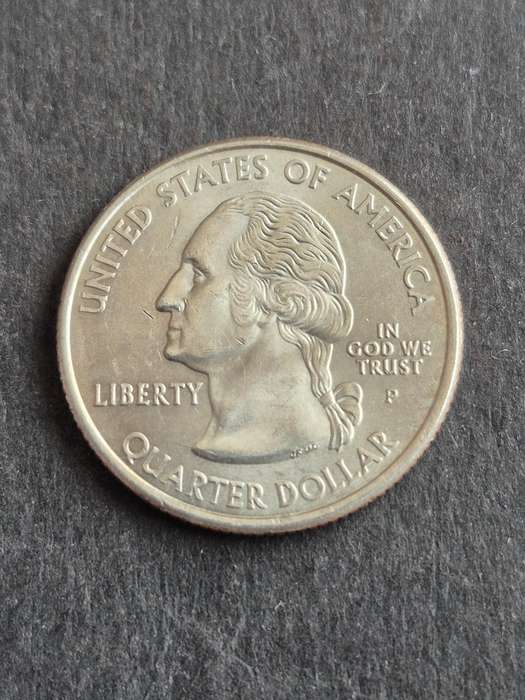 UNITED STATES OF AMERICA
LIBERTY
IN
GOD WE
TRUST
P
QUARTER DOLLAR